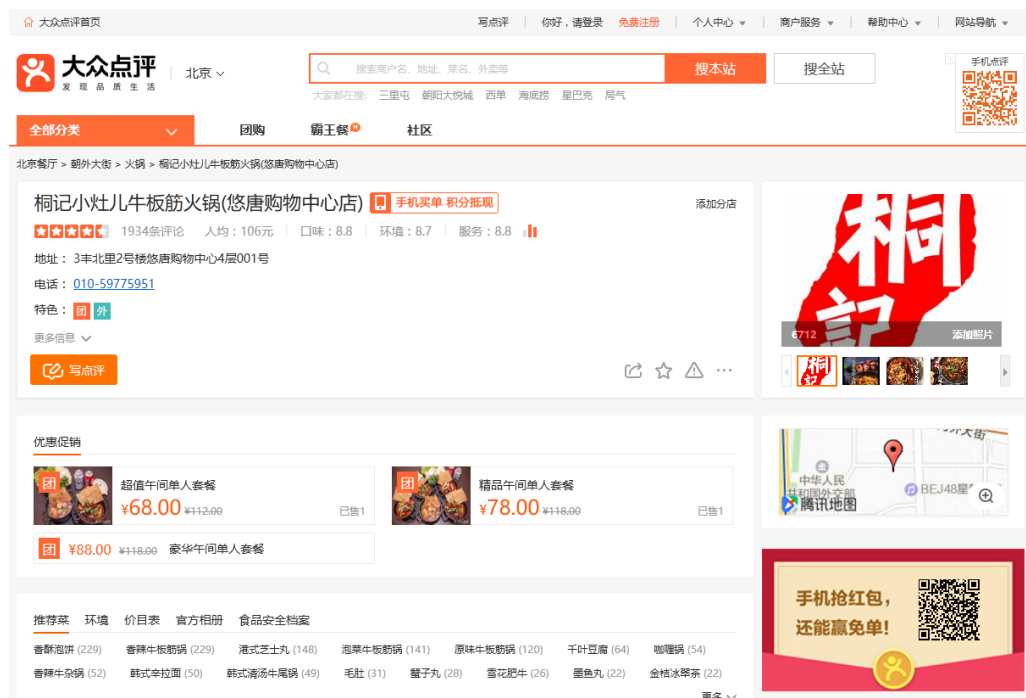 大众点评首页 写点评 你好，请登录 免费注册 个人中心 商户服务 帮助中心 网站导航
大众点评
发现品质生活
北京
搜索商户名、地址、菜名、外卖等 搜本站 搜全站
手机点评
大家都在搜: 三里屯 朝阳大悦城 西单 海底捞 星巴克 局气
全部分类 团购 霸王餐 社区
北京餐厅 > 朝外大街 > 火锅 > 桐记小灶儿牛板筋火锅(悠唐购物中心店)
桐记小灶儿牛板筋火锅(悠唐购物中心店) 手机买单 积分抵现 添加分店
1934条评论 人均：106元 口味：8.8 环境：8.7 服务：8.8
地址： 3丰北里2号楼悠唐购物中心4层001号
电话： 010-59775951
特色： 团 外
更多信息
写点评
桐記
6712 添加照片
桐記
优惠促销
团 超值午间单人套餐
¥68.00 ¥112.00 已售1
团 精品午间单人套餐
¥78.00 ¥118.00 已售1
团 ¥88.00 ¥118.00 豪华午间单人套餐
中华人民
共和国外交部
BEJ48星
腾讯地图
手机抢红包，
还能赢免单!
推荐菜 环境 价目表 官方相册 食品安全档案
香酥泡饼 (229) 香辣牛板筋锅 (229) 港式芝士丸 (148) 泡菜牛板筋锅 (141) 原味牛板筋锅 (120) 千叶豆腐 (64) 咖喱锅 (54)
香辣牛杂锅 (52) 韩式辛拉面 (50) 韩式清汤牛尾锅 (49) 毛肚 (31) 蟹子丸 (28) 雪花肥牛 (26) 墨鱼丸 (22) 金桔冰翠茶 (22)
更多